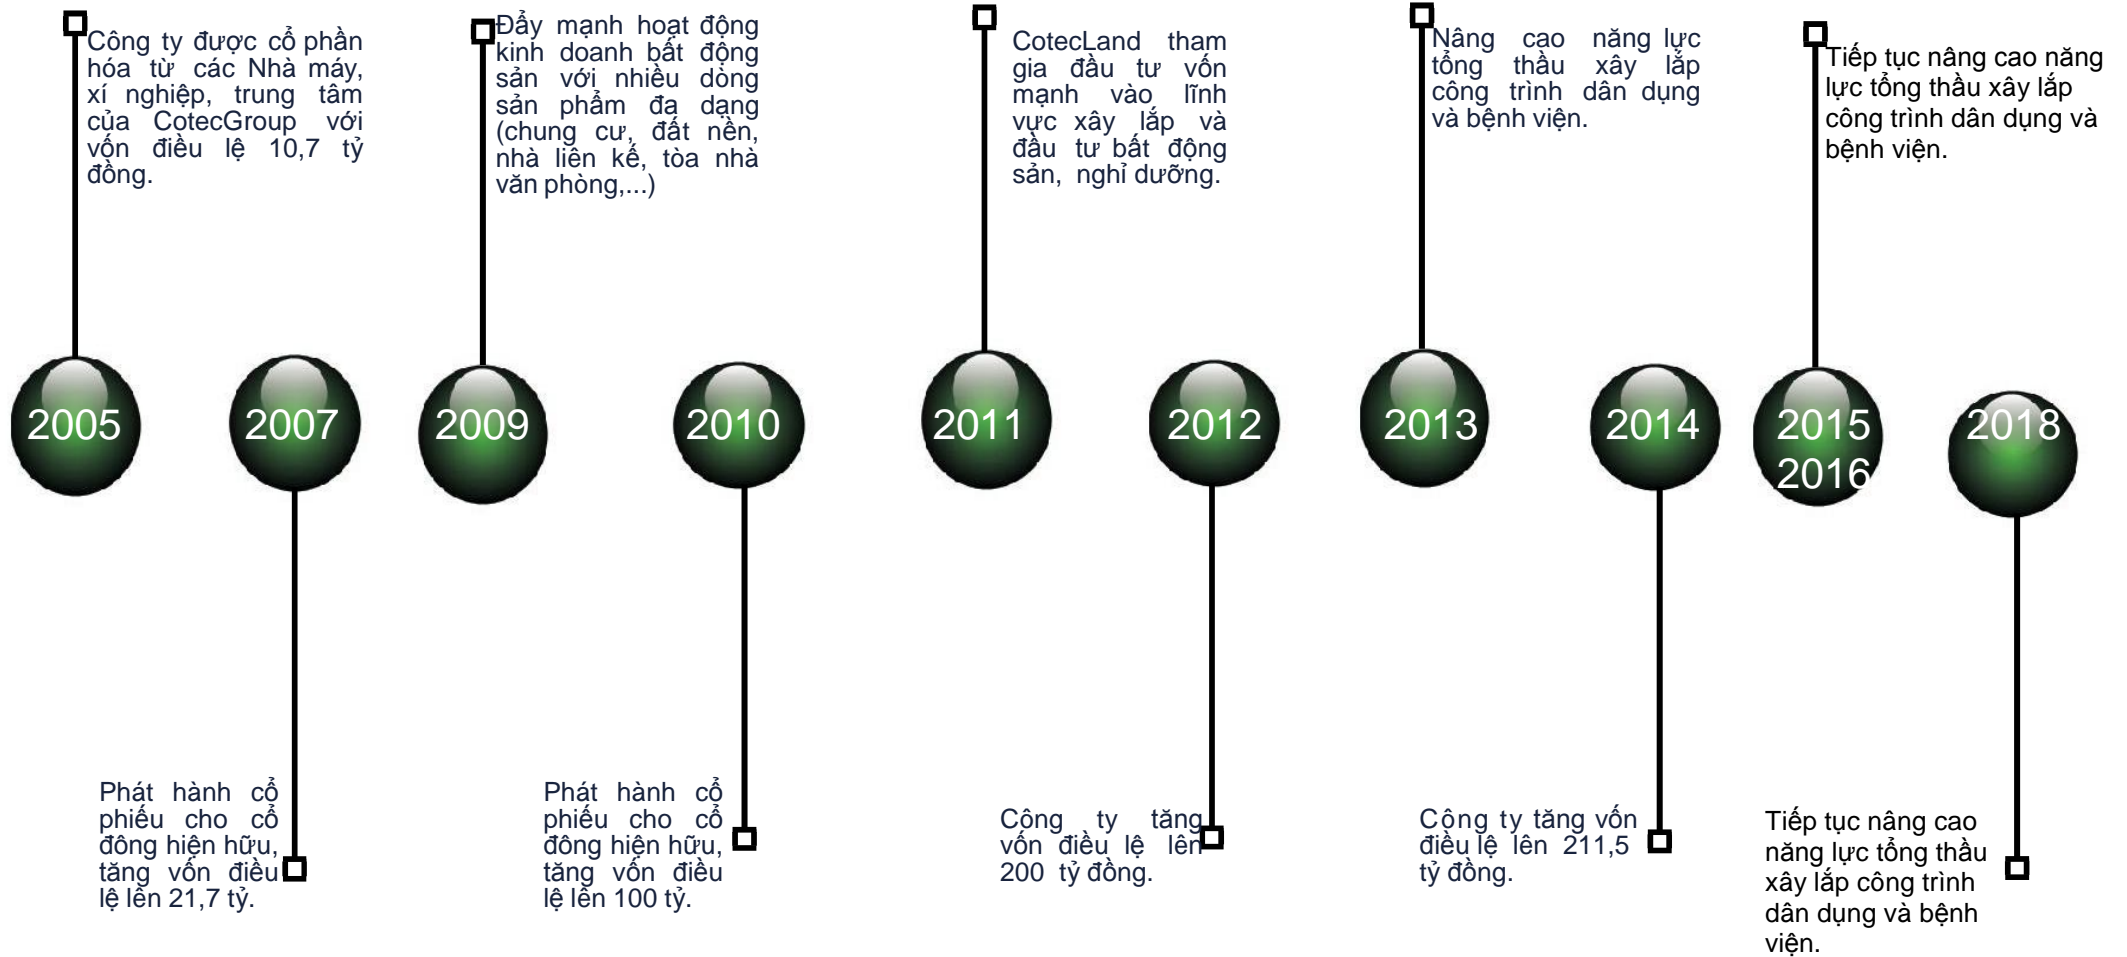 Công ty được cổ phần
hóa từ các Nhà máy,
xí nghiệp, trung tâm
của CotecGroup với
vốn điều lệ 10,7 tỷ
đồng.
Đẩy mạnh hoạt động
kinh doanh bất động
sản với nhiều dòng
sản phẩm đa dạng
(chung cư, đất nền,
nhà liên kế, tòa nhà
văn phòng,...)
CotecLand tham
gia đầu tư vốn
mạnh vào lĩnh
vực xây lắp và
đầu tư bất động
sản, nghỉ dưỡng.
Nâng cao năng lực
tổng thầu xây lắp
công trình dân dụng
và bệnh viện.
Tiếp tục nâng cao năng
lực tổng thầu xây lắp
công trình dân dụng và
bệnh viện.
2005
2007
2009
2010
2011
2012
2013
2014
2015
2016
2018
Phát hành cổ
phiếu cho cổ
đông hiện hữu,
tăng vốn điều
lệ lên 21,7 tỷ.
Phát hành cổ
phiếu cho cổ
đông hiện hữu,
tăng vốn điều
lệ lên 100 tỷ.
Công ty tăng
vốn điều lệ lên
200 tỷ đồng.
Công ty tăng vốn
điều lệ lên 211,5
tỷ đồng.
Tiếp tục nâng cao
năng lực tổng thầu
xây lắp công trình
dân dụng và bệnh
viện.